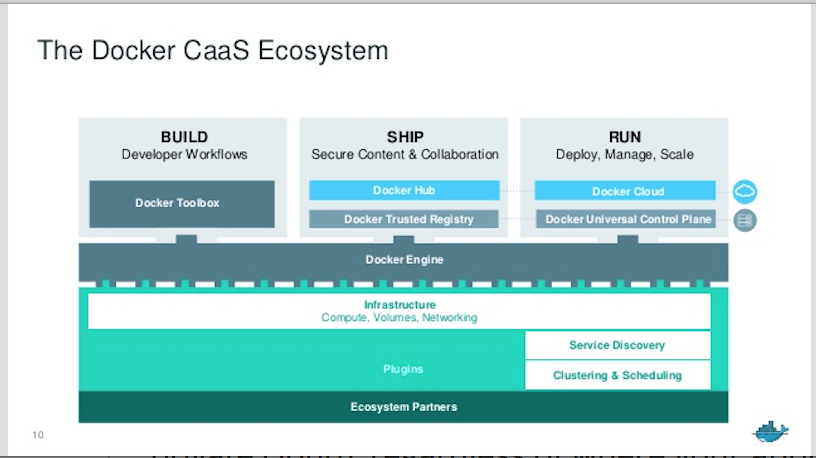 The Docker CaaS Ecosystem
BUILD
Developer Workflows
Docker Toolbox
SHIP
Secure Content & Collaboration
Docker Hub
Docker Trusted Registry
RUN
Deploy, Manage, Scale
Docker Cloud
Docker Universal Control Plane
Docker Engine
Infrastructure
Compute, Volumes, Networking
Plugins
Service Discovery
Clustering & Scheduling
Ecosystem Partners
10